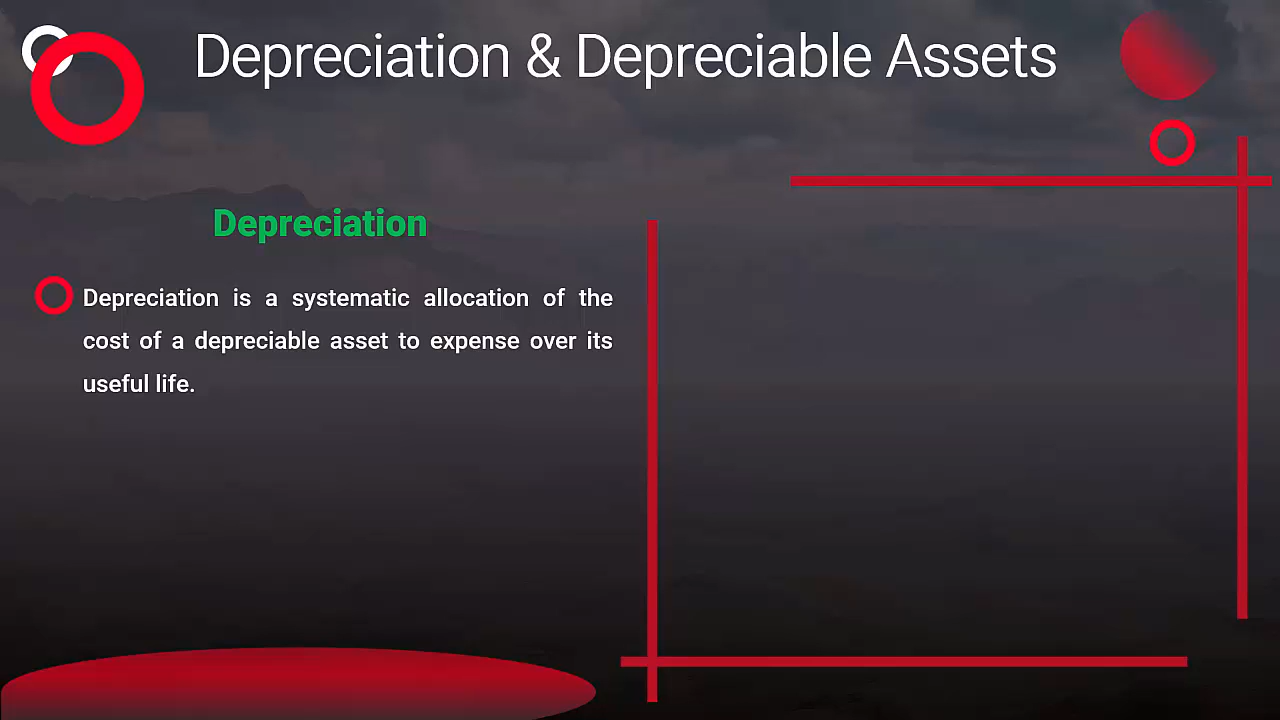 Depreciation & Depreciable Assets
Depreciation
Depreciation is a systematic allocation of the
cost of a depreciable asset to expense over its
useful life.